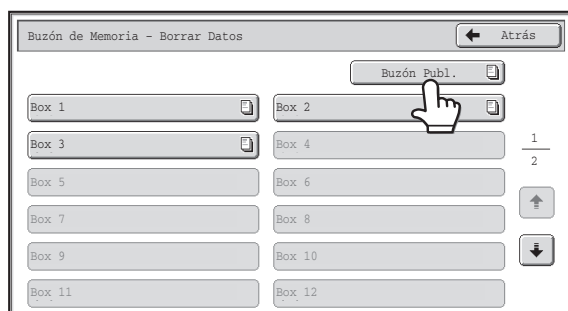 Buzón de Memoria - Borrar Datos
Atrás
Buzón Publ.
Box 1
Box 2
Box 3
Box 4
1
2
Box 5
Box 6
Box 7
Box 8
Box 9
Box 10
Box 11
Box 12